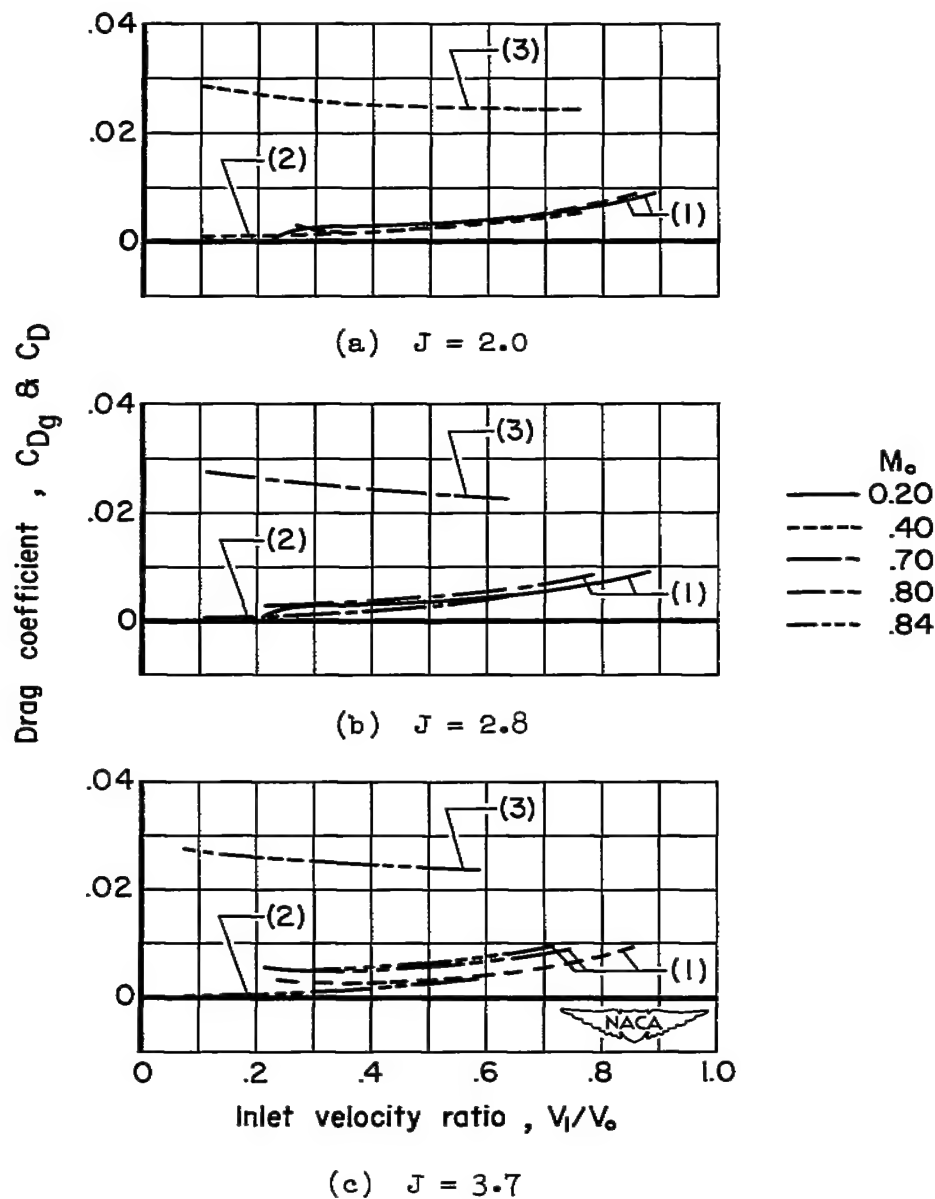 .04
.02
0
(3)
(2)
(1)
(a) J = 2.0
Drag coefficient , C_Dg & C_D
.04
.02
0
(3)
(2)
(1)
(b) J = 2.8
M_o
0.20
.40
.70
.80
.84
.04
.02
0
(3)
(2)
(1)
NACA
0 .2 .4 .6 .8 1.0
Inlet velocity ratio , V_1/V_o
(c) J = 3.7